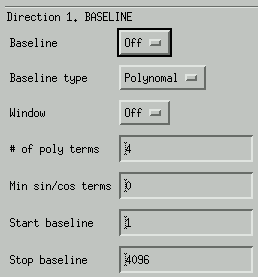 Direction 1. BASELINE
Baseline Off
Baseline type Polynomal
Window Off
# of poly terms 4
Min sin/cos terms 0
Start baseline 1
Stop baseline 4096